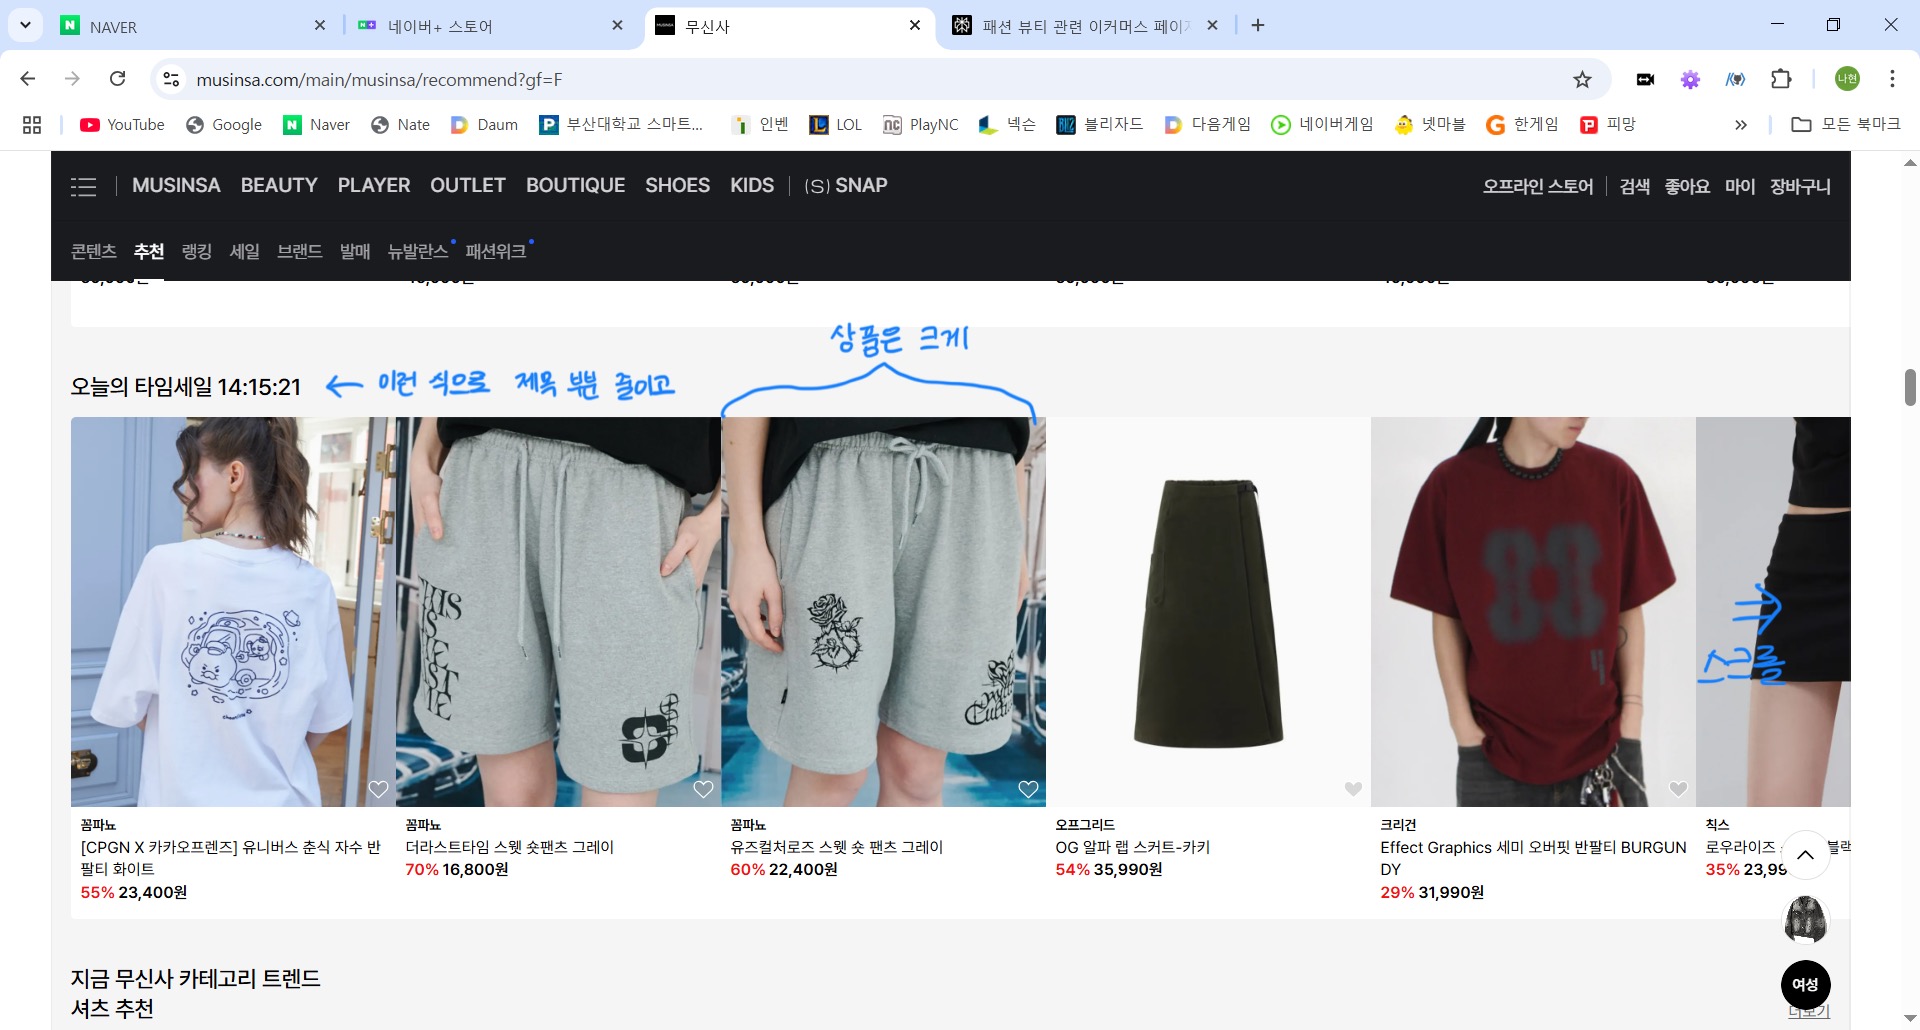 NAVER
네이버+ 스토어
무신사
패션 뷰티 관련 이커머스 페이지
musinsa.com/main/musinsa/recommend?gf=F
나현
YouTube Google Naver Nate Daum 부산대학교 스마트... 인벤 LOL PlayNC 넥슨 블리자드 다음게임 네이버게임 넷마블 한게임 피망 » 모든 북마크
MUSINSA BEAUTY PLAYER OUTLET BOUTIQUE SHOES KIDS (S) SNAP
오프라인 스토어 검색 좋아요 마이 장바구니
콘텐츠 추천 랭킹 세일 브랜드 발매 뉴발란스 패션위크
상품은 크게
오늘의 타임세일 14:15:21
← 이런 식으로 제목 부분 줄이고
⇒
스크롤
꼼파뇨
[CPGN X 카카오프렌즈] 유니버스 춘식 자수 반
팔티 화이트
55% 23,400원
꼼파뇨
더라스트타임 스웻 숏팬츠 그레이
70% 16,800원
꼼파뇨
유즈컬처로즈 스웻 숏 팬츠 그레이
60% 22,400원
오프그리드
OG 알파 랩 스커트-카키
54% 35,990원
크리건
Effect Graphics 세미 오버핏 반팔티 BURGUN
DY
29% 31,990원
칙스
로우라이즈
35% 23,99
지금 무신사 카테고리 트렌드
셔츠 추천
여성
더보기